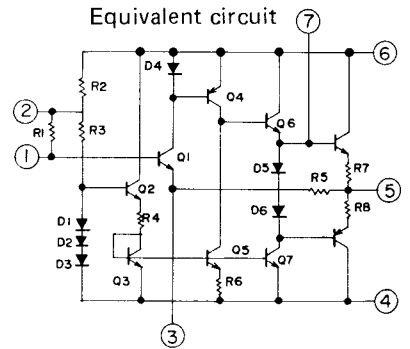 Equivalent circuit
7
D4
6
R2
Q4
2
Q6
R1
R3
1
Q1
D5
R7
Q2
R5
5
R4
D6
R8
D1
D2
Q5
Q7
D3
Q3
R6
4
3